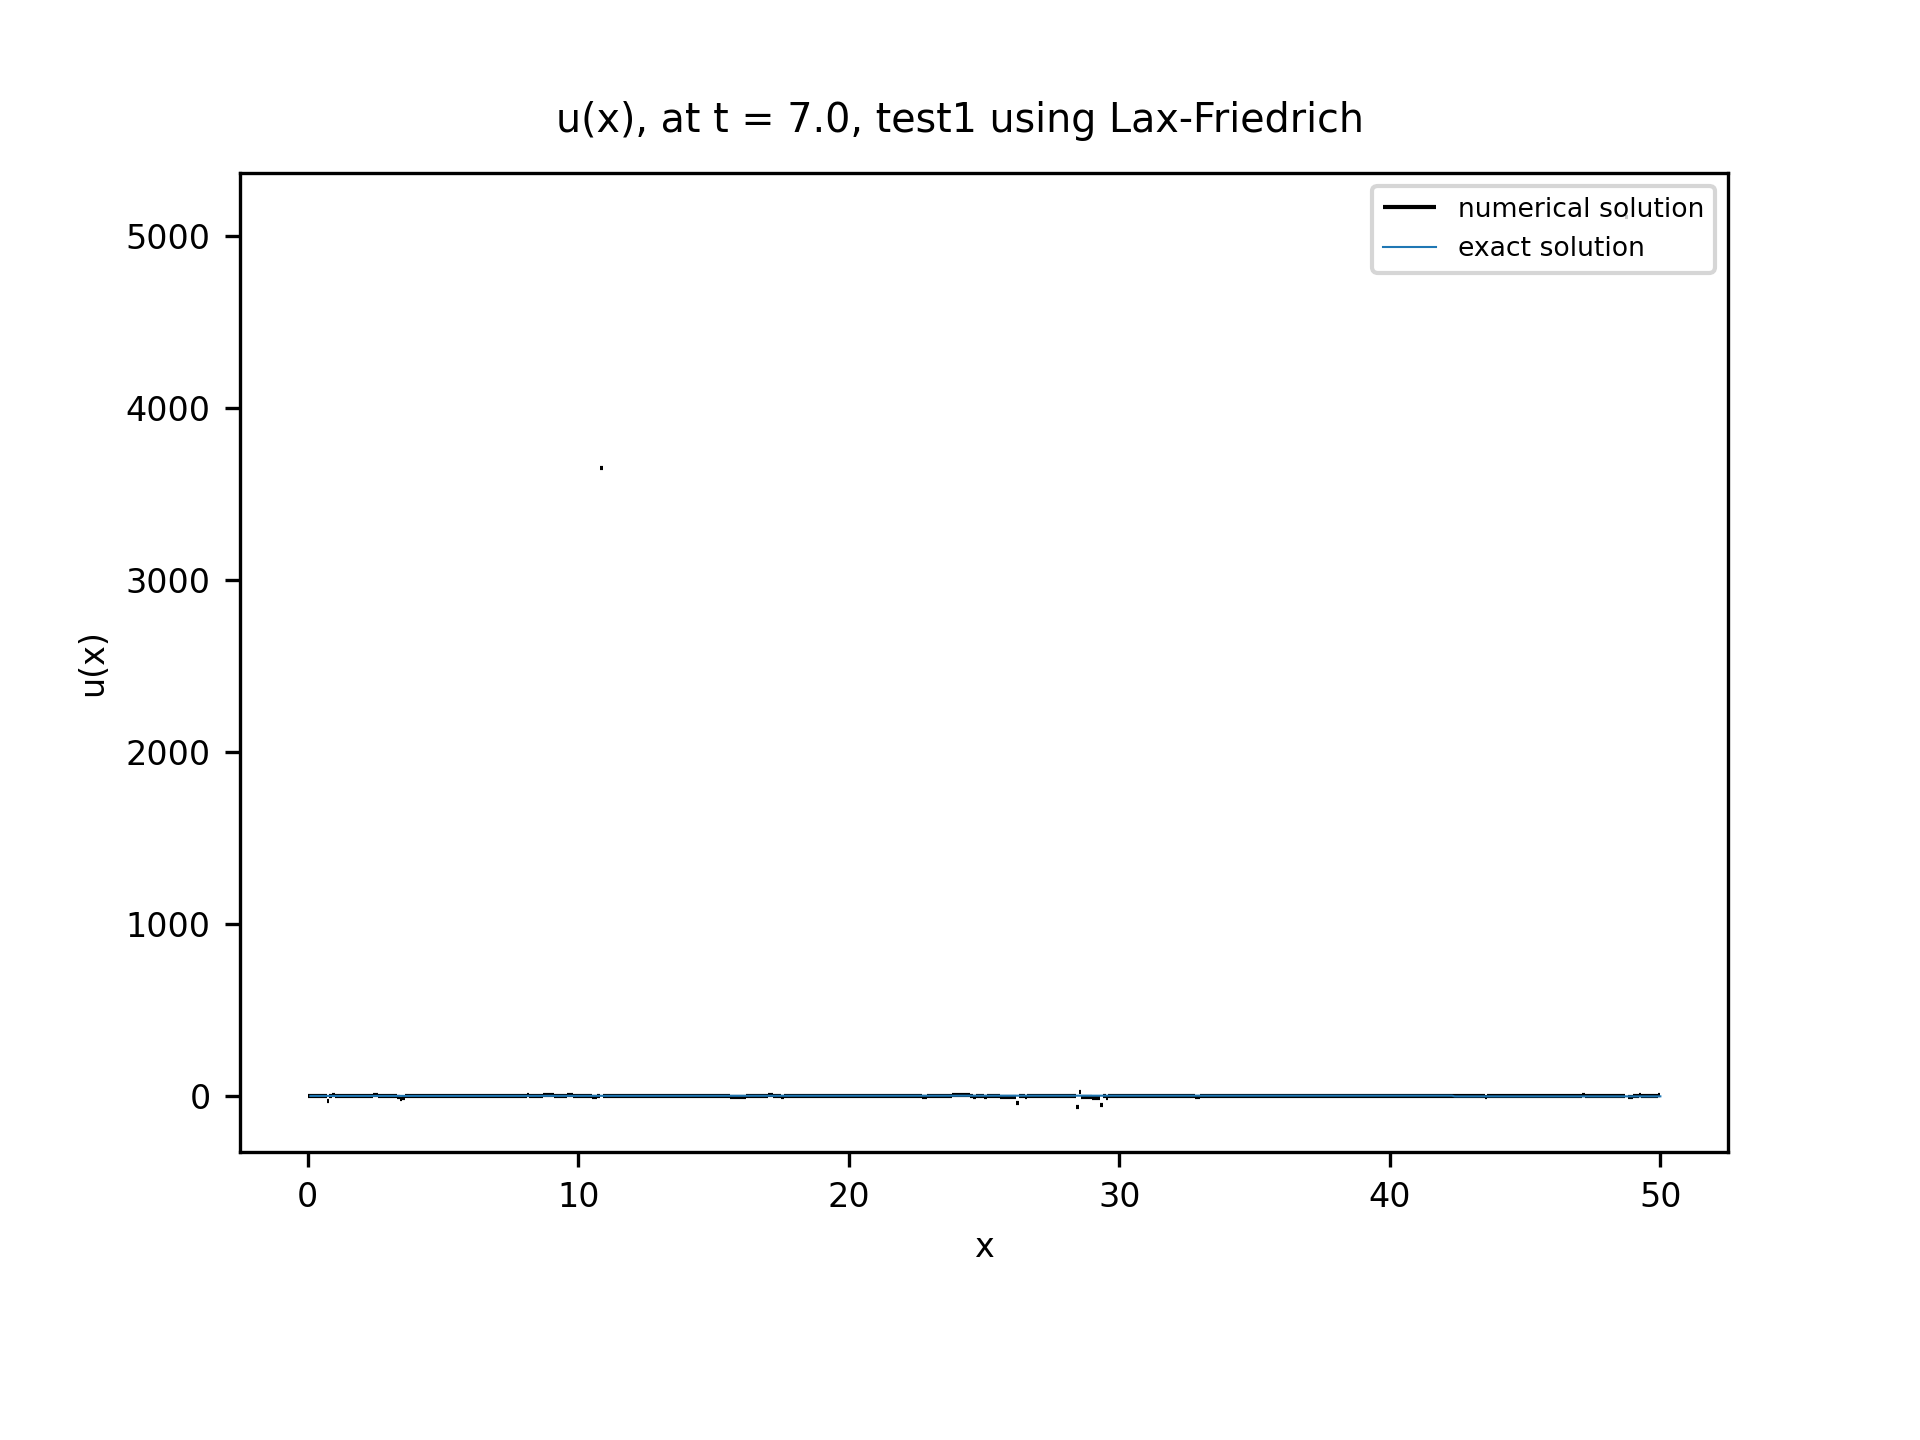 u(x), at t = 7.0, test1 using Lax-Friedrich
numerical solution
exact solution
5000
4000
3000
2000
1000
0
u(x)
0 10 20 30 40 50
x